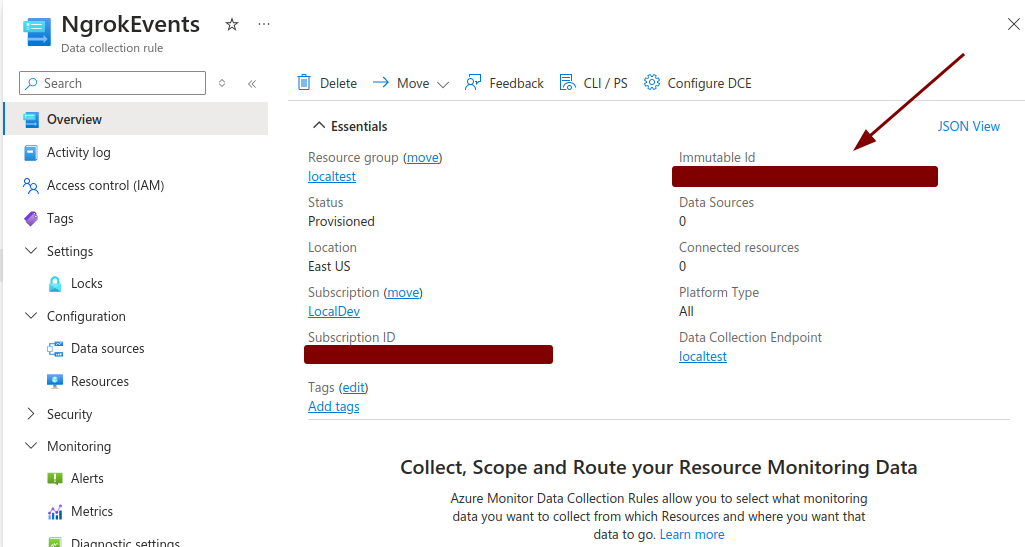 NgrokEvents
Data collection rule
Search
Overview
Activity log
Access control (IAM)
Tags
Settings
Locks
Configuration
Data sources
Resources
Security
Monitoring
Alerts
Metrics
Diagnostic settings
Delete Move Feedback CLI / PS Configure DCE
Essentials
JSON View
Resource group (move)
localtest
Status
Provisioned
Location
East US
Subscription (move)
LocalDev
Subscription ID
Tags (edit)
Add tags
Immutable Id
Data Sources
0
Connected resources
0
Platform Type
All
Data Collection Endpoint
localtest
Collect, Scope and Route your Resource Monitoring Data
Azure Monitor Data Collection Rules allow you to select what monitoring
data you want to collect from which Resources and where you want that
data to go. Learn more